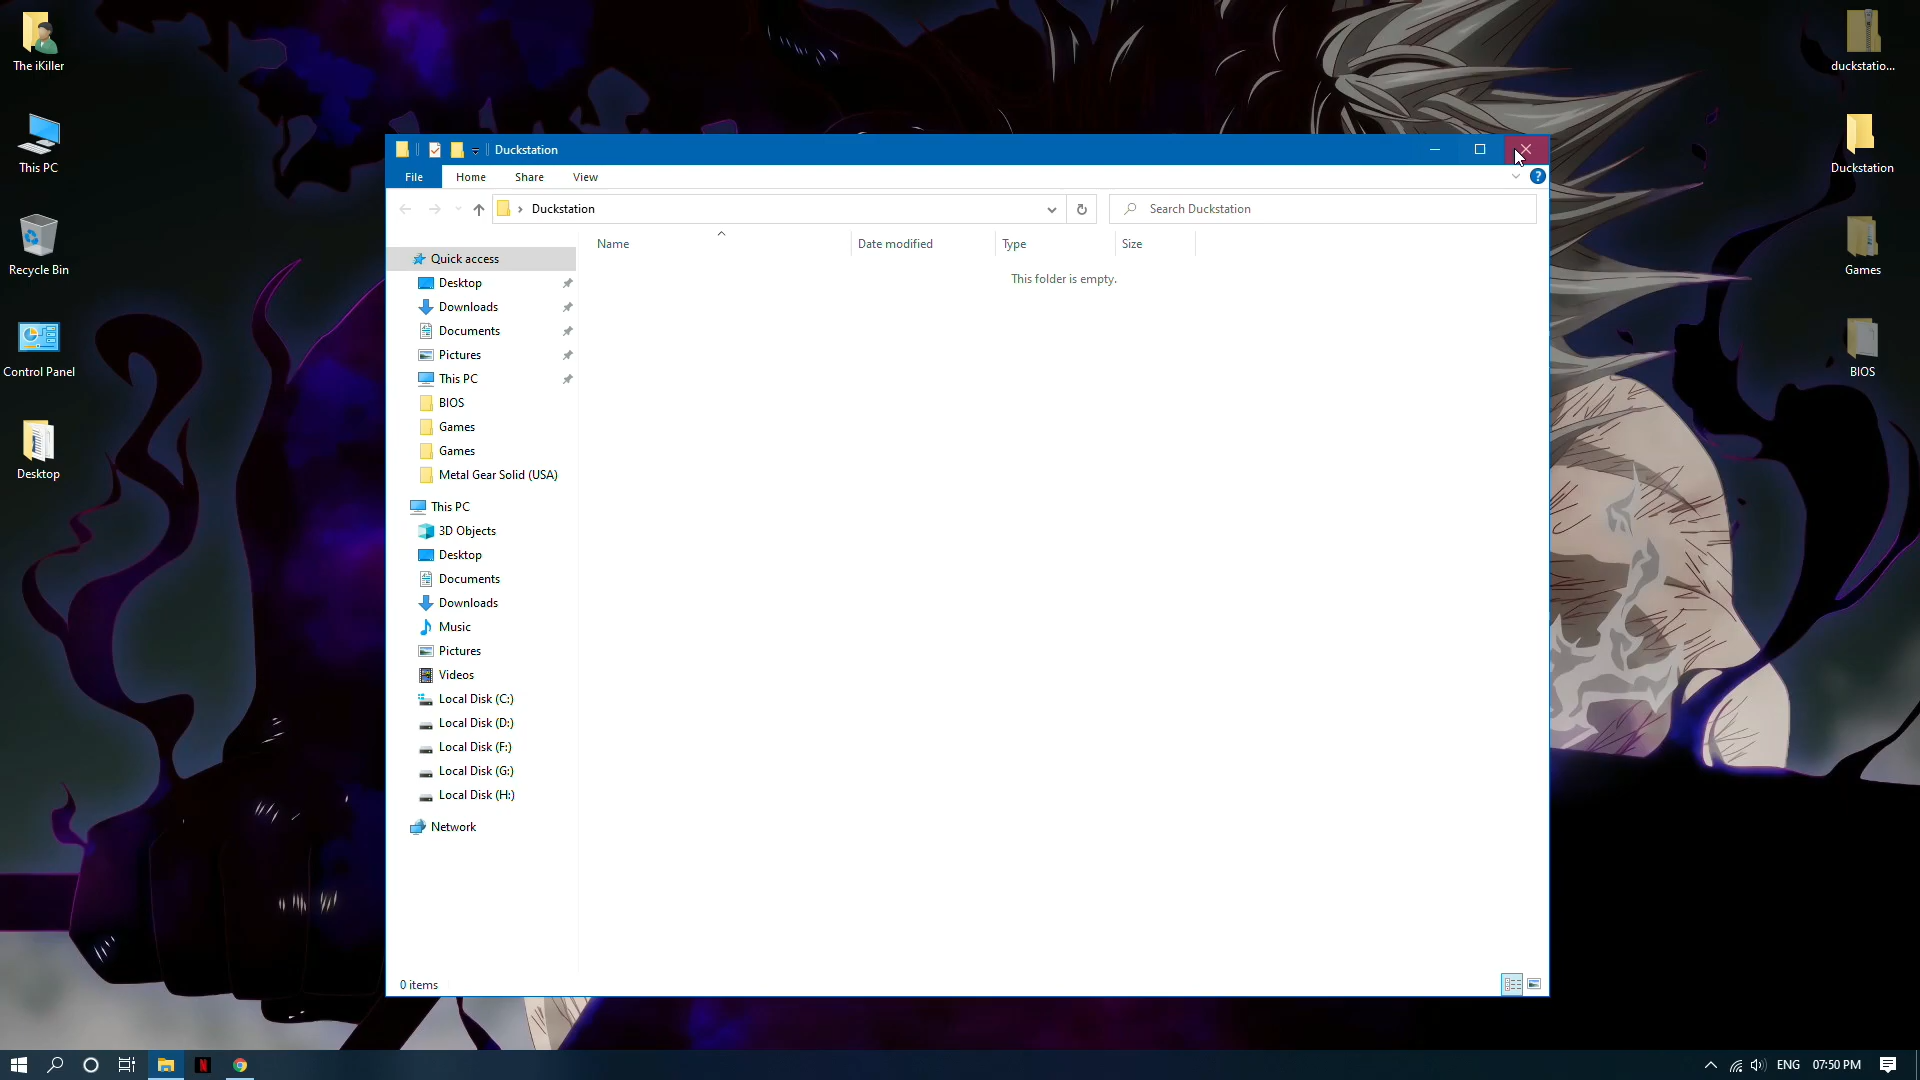 The iKiller
This PC
Recycle Bin
Control Panel
Desktop
duckstatio...
Duckstation
Games
BIOS
Duckstation
File Home Share View
Duckstation
Search Duckstation
Name Date modified Type Size
This folder is empty.
Quick access
Desktop
Downloads
Documents
Pictures
This PC
BIOS
Games
Games
Metal Gear Solid (USA)
This PC
3D Objects
Desktop
Documents
Downloads
Music
Pictures
Videos
Local Disk (C:)
Local Disk (D:)
Local Disk (F:)
Local Disk (G:)
Local Disk (H:)
Network
0 items
N
ENG 07:50 PM